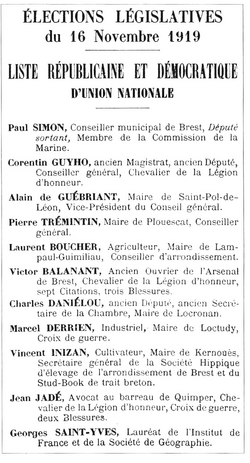 ÉLECTIONS LÉGISLATIVES
du 16 Novembre 1919
LISTE RÉPUBLICAINE ET DÉMOCRATIQUE
D'UNION NATIONALE
Paul SIMON, Conseiller municipal de Brest, Député
sortant, Membre de la Commission de la
Marine.
Corentin GUYHO, ancien Magistrat, ancien Député,
Conseiller général, Chevalier de la Légion
d'honneur.
Alain de GUÉBRIANT, Maire de Saint-Pol-de-
Léon, Vice-Président du Conseil général.
Pierre TRÉMINTIN, Maire de Plouescat, Conseiller
général.
Laurent BOUCHER, Agriculteur, Maire de Lam-
paul-Guimiliau, Conseiller d'arrondissement.
Victor BALANANT, Ancien Ouvrier de l'Arsenal
de Brest, Chevalier de la Légion d'honneur,
sept Citations, trois Blessures.
Charles DANIÉLOU, ancien Député, ancien Secré-
taire de la Chambre, Maire de Locronan.
Marcel DERRIEN, Industriel, Maire de Loctudy,
Croix de guerre.
Vincent INIZAN, Cultivateur, Maire de Kernouës,
Secrétaire général de la Société Hippique
d'élevage de l'arrondissement de Brest et du
Stud-Book de trait breton.
Jean JADÉ, Avocat au barreau de Quimper, Che-
valier de la Légion d'honneur, Croix de guerre,
deux Blessures.
Georges SAINT-YVES, Lauréat de l'Institut de
France et de la Société de Géographie.